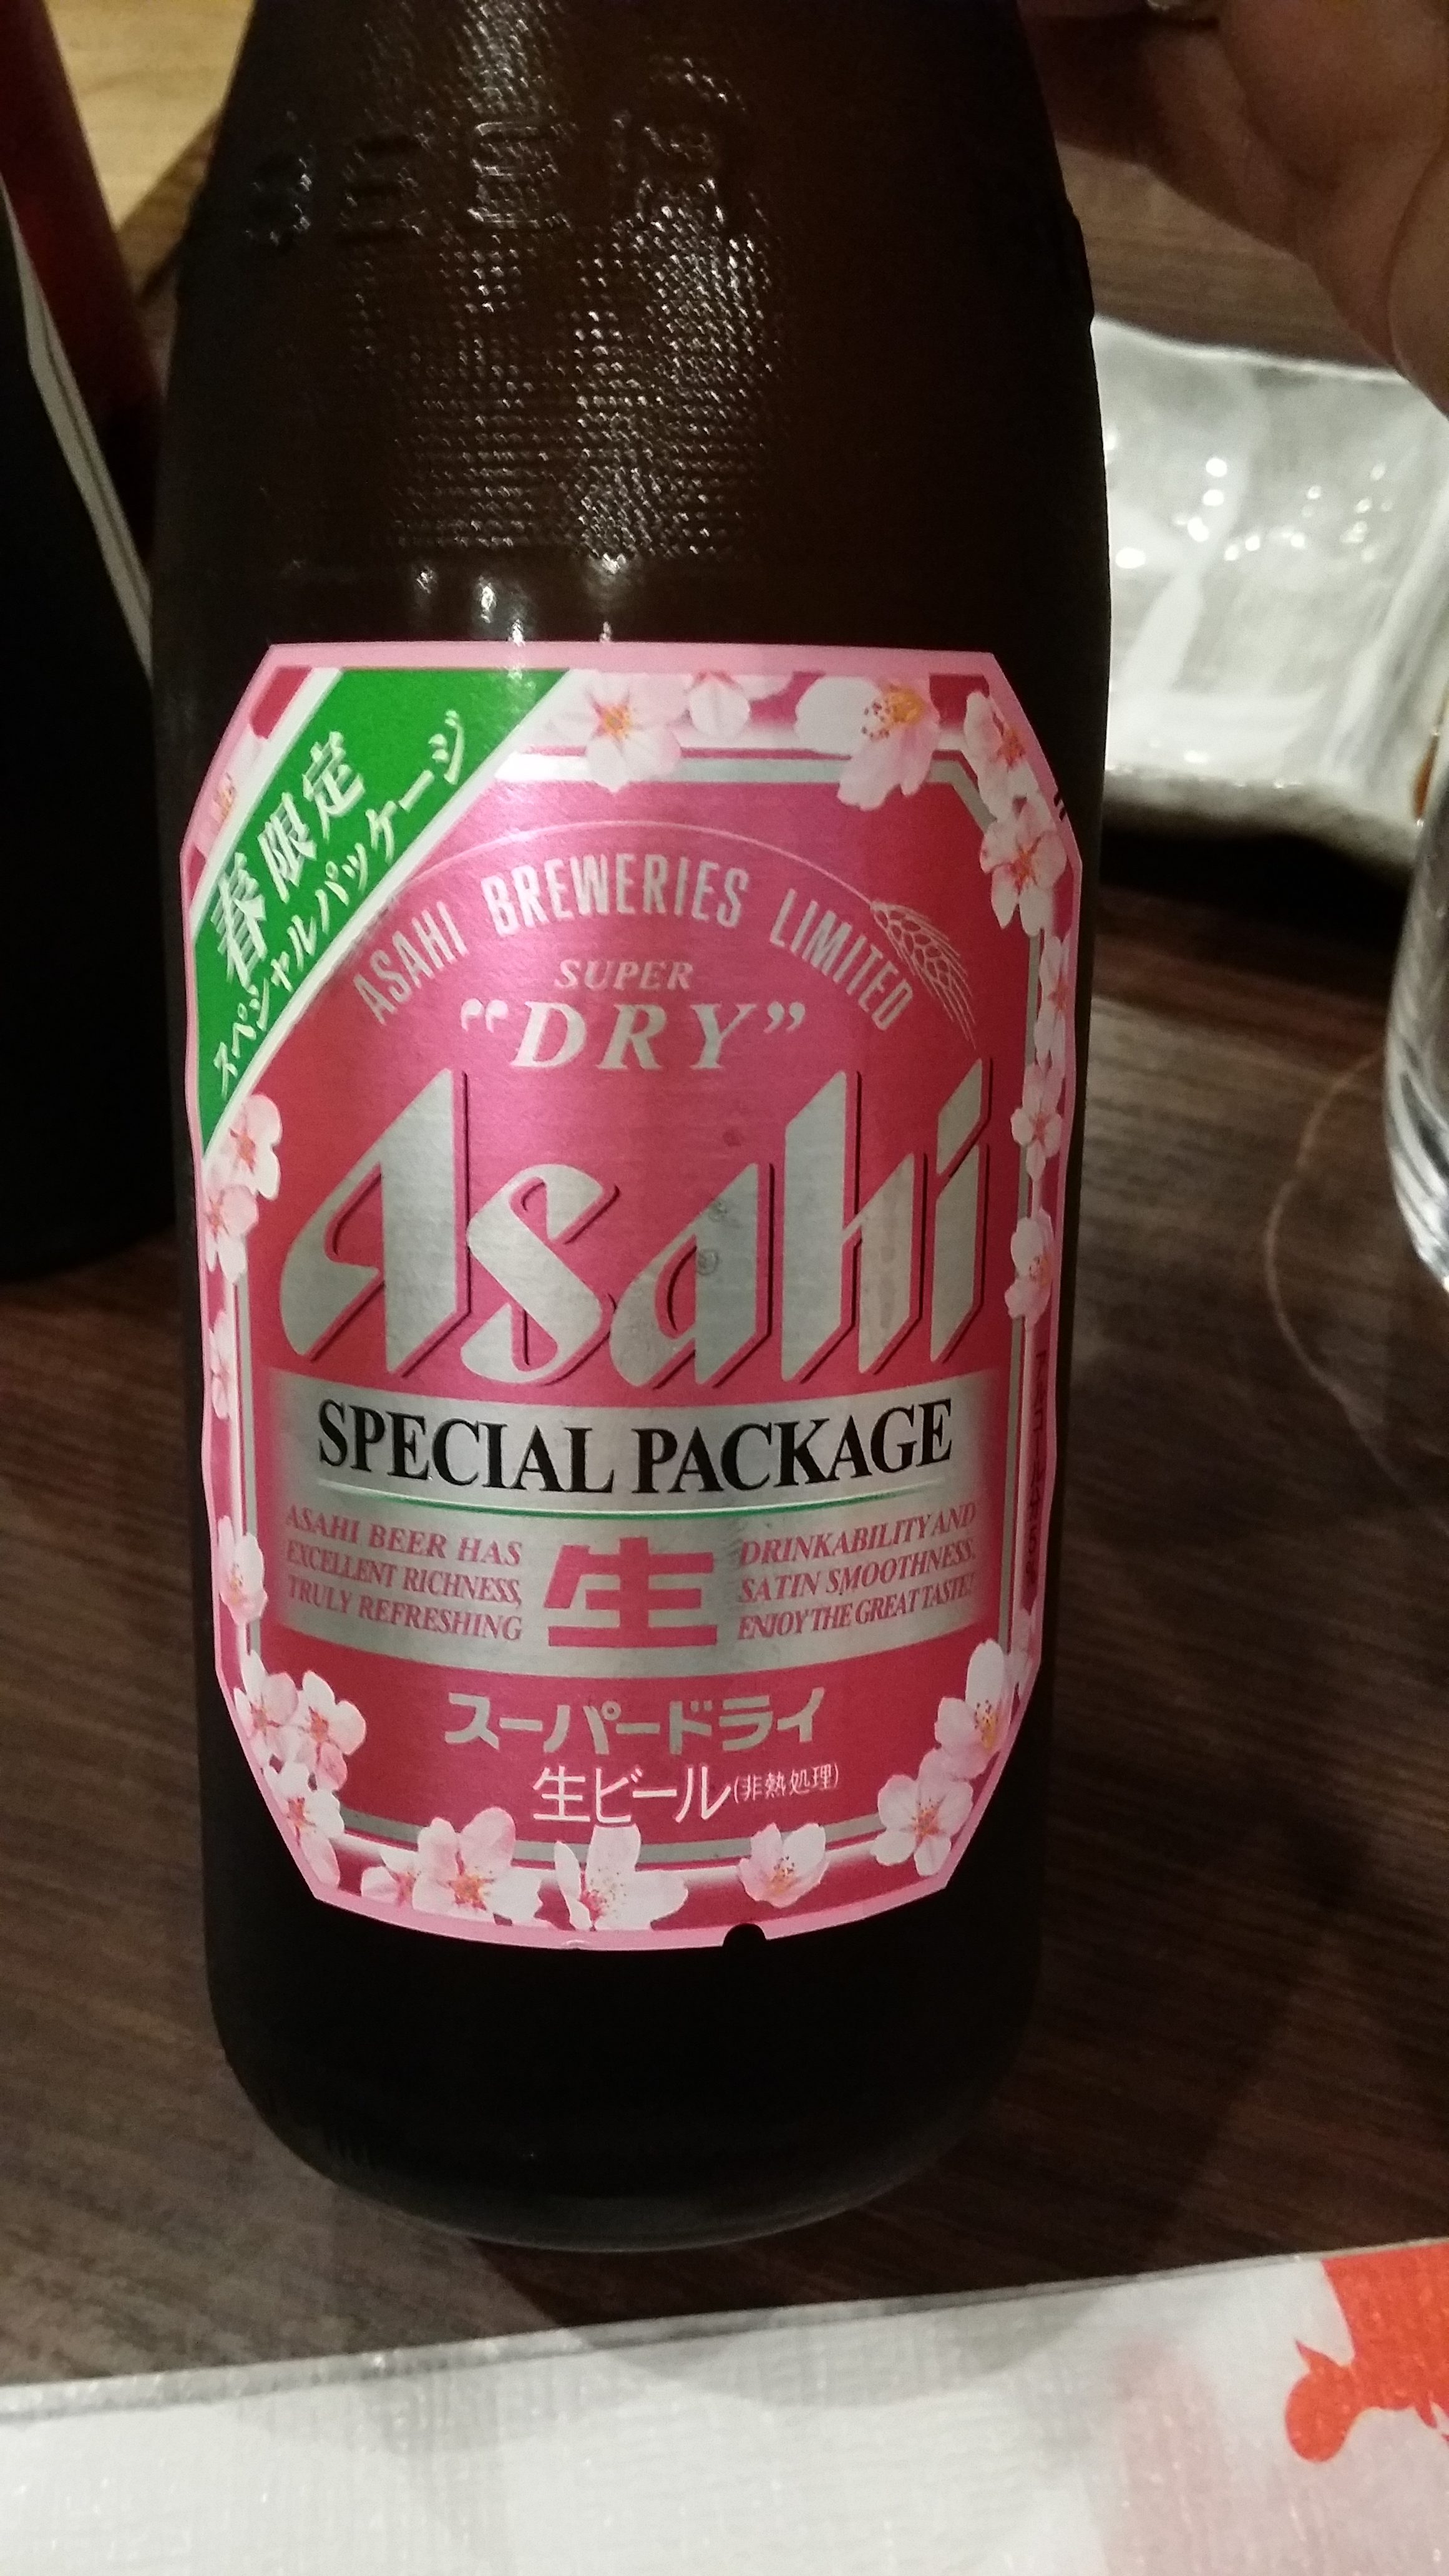 BEER
春限定
スペシャルパッケージ
ASAHI BREWERIES LIMITED
SUPER
“DRY”
Asahi
SPECIAL PACKAGE
ASAHI BEER HAS
EXCELLENT RICHNESS,
TRULY REFRESHING
生
DRINKABILITY AND
SATIN SMOOTHNESS.
ENJOY THE GREAT TASTE!
スーパードライ
生ビール(非熱処理)